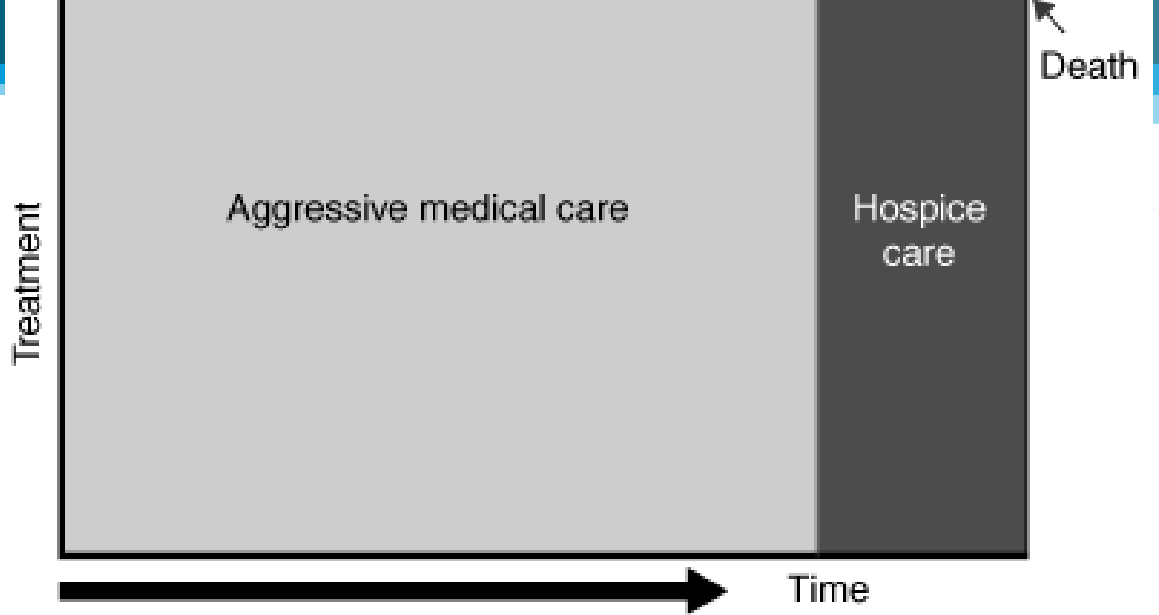 Death
Aggressive medical care
Hospice
care
Treatment
Time